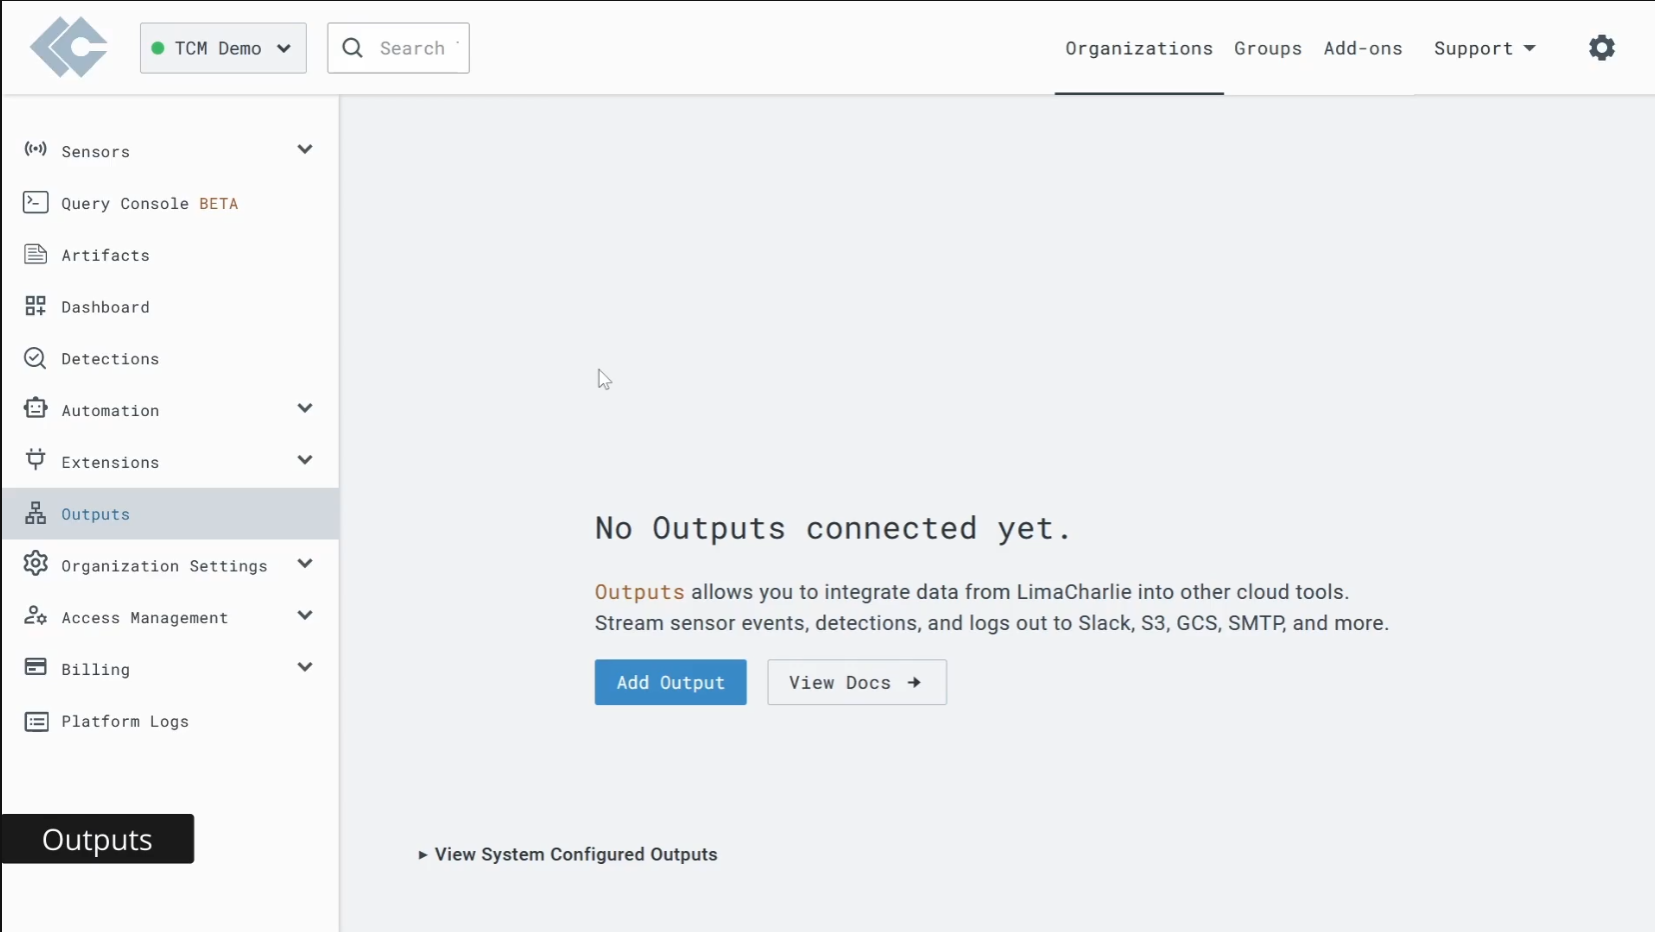 TCM Demo
Search
Organizations
Groups
Add-ons
Support
Sensors
Query Console BETA
Artifacts
Dashboard
Detections
Automation
Extensions
Outputs
Organization Settings
Access Management
Billing
Platform Logs
Outputs
No Outputs connected yet.
Outputs allows you to integrate data from LimaCharlie into other cloud tools.
Stream sensor events, detections, and logs out to Slack, S3, GCS, SMTP, and more.
Add Output
View Docs →
▸ View System Configured Outputs